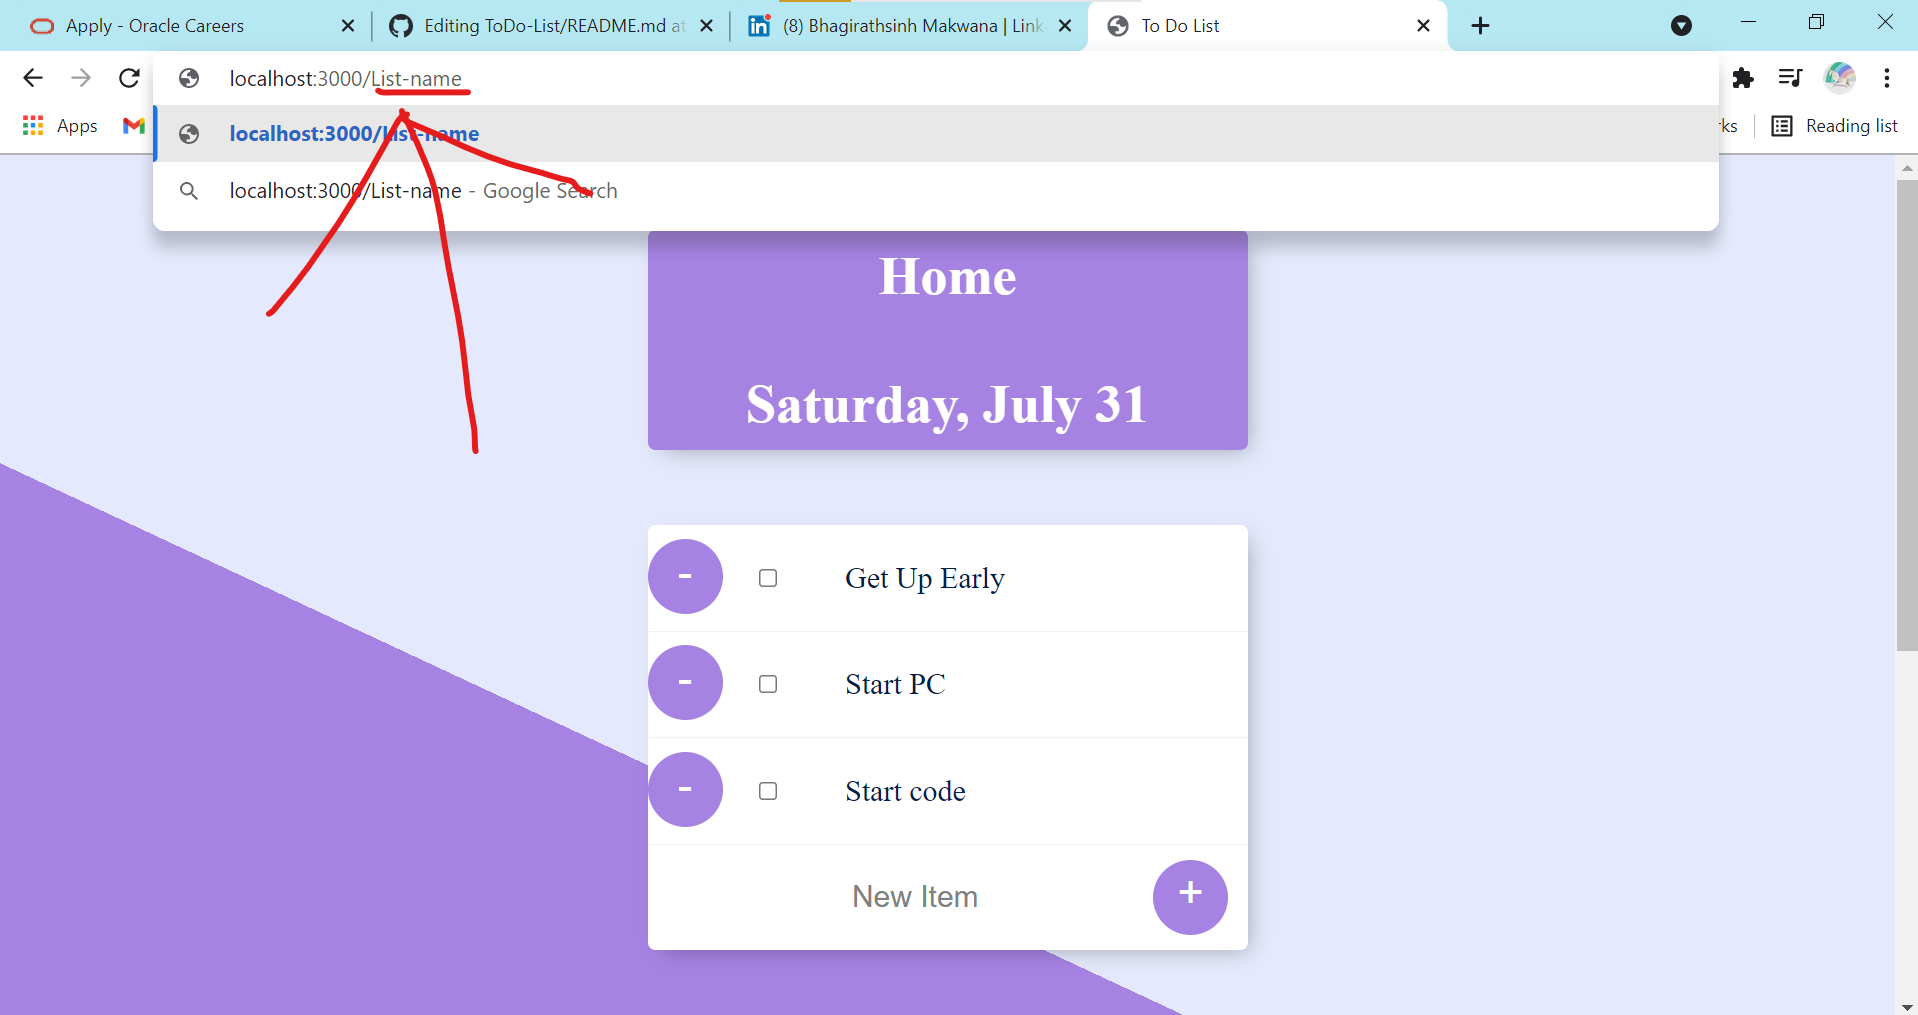 Apply - Oracle Careers
Editing ToDo-List/README.md at
(8) Bhagirathsinh Makwana | Link
To Do List
localhost:3000/List-name
Apps
localhost:3000/List-name
rks
Reading list
localhost:3000/List-name - Google Search
Home
Saturday, July 31
- Get Up Early
- Start PC
- Start code
New Item +